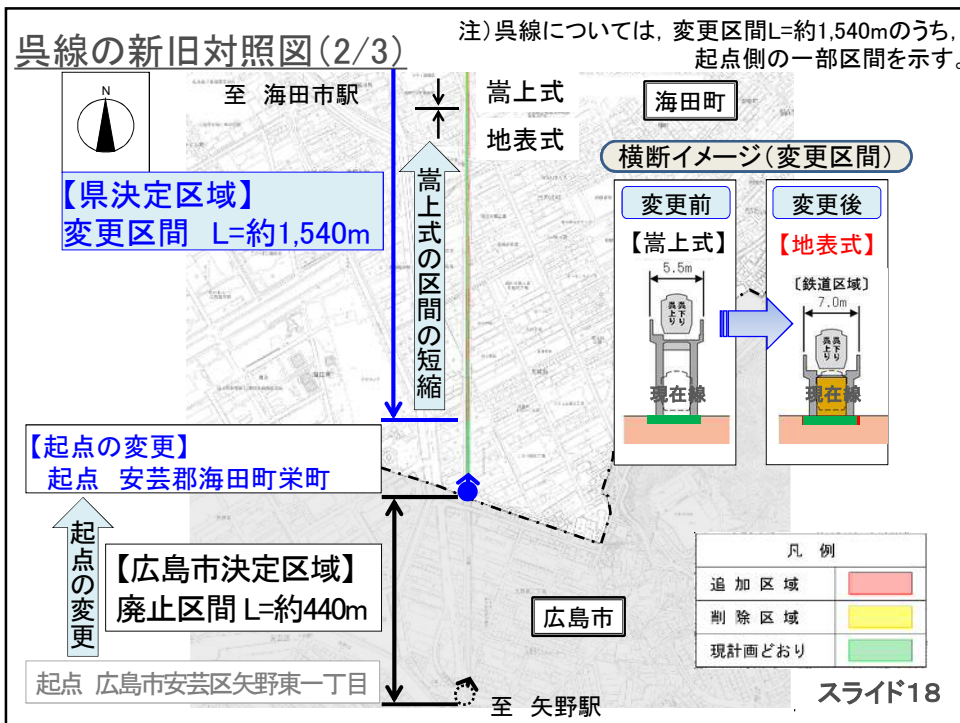 呉線の新旧対照図(2/3)
注)呉線については,変更区間L=約1,540mのうち,
起点側の一部区間を示す。
N
至 海田市駅
嵩上式
地表式
海田町
【県決定区域】
変更区間 L=約1,540m
嵩上式の区間の短縮
横断イメージ(変更区間)
変更前
【嵩上式】
5.5m
呉上り
呉下り
現在線
変更後
【地表式】
〔鉄道区域〕
7.0m
呉上り
呉下り
現在線
【起点の変更】
起点 安芸郡海田町栄町
起点の変更
【広島市決定区域】
廃止区間 L=約440m
広島市
起点 広島市安芸区矢野東一丁目
至 矢野駅
凡 例
追加区域
削除区域
現計画どおり
スライド18